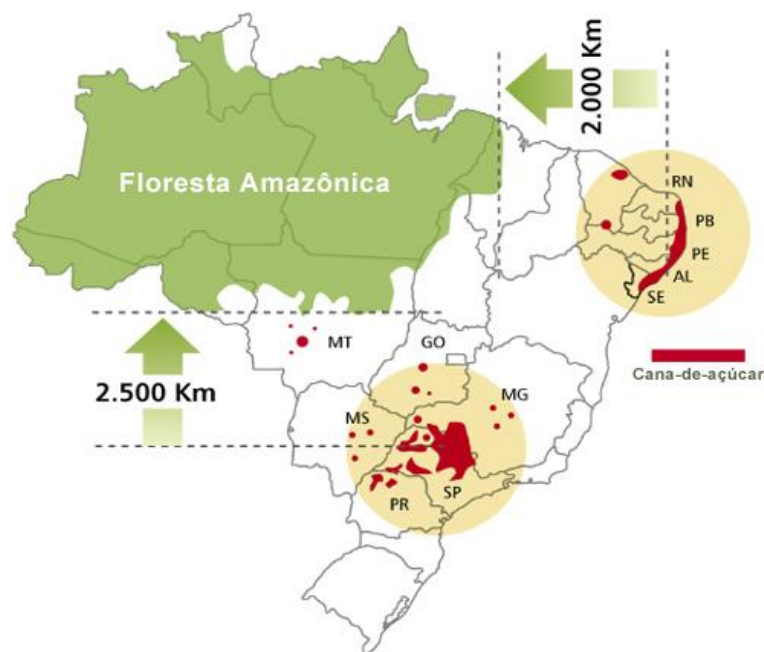 2.000 Km
Floresta Amazônica
RN
PB
PE
AL
SE
MT
GO
Cana-de-açúcar
2.500 Km
MG
MS
SP
PR